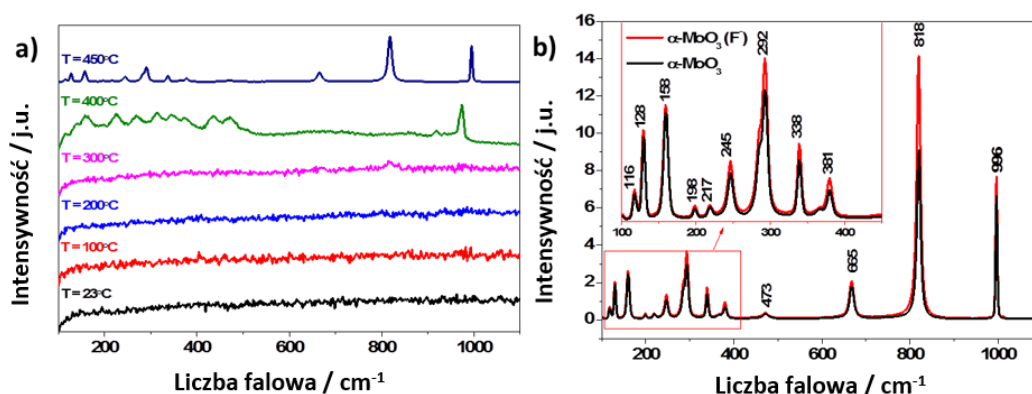 a)
Intensywność / j.u.
T = 450°C
T = 400°C
T = 300°C
T = 200°C
T = 100°C
T = 23°C
200 400 600 800 1000
Liczba falowa / cm⁻¹
b)
Intensywność / j.u.
16
14
12
10
8
6
4
2
0
α-MoO₃ (F)
α-MoO₃
116 128 158 198 217 245 292 338 381
100 200 300 400
473 665 818 996
200 400 600 800 1000
Liczba falowa / cm⁻¹